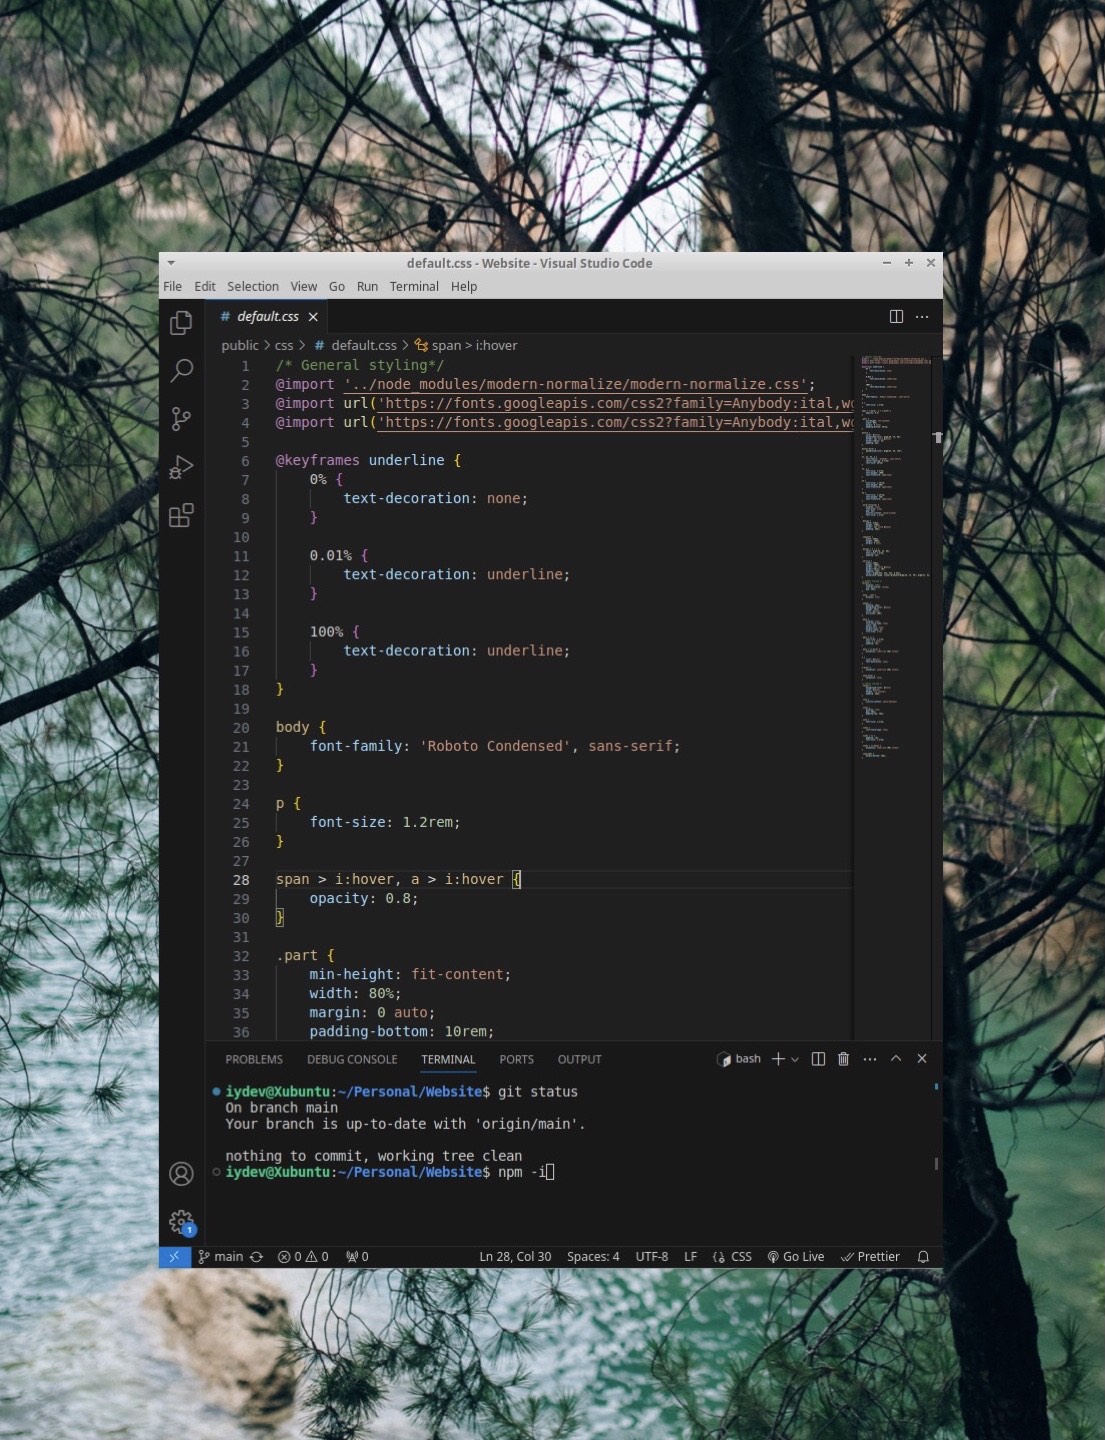 default.css - Website - Visual Studio Code
File Edit Selection View Go Run Terminal Help
# default.css
public > css > # default.css > span > i:hover
1 /* General styling*/
2 @import '../node_modules/modern-normalize/modern-normalize.css';
3 @import url('https://fonts.googleapis.com/css2?family=Anybody:ital,w
4 @import url('https://fonts.googleapis.com/css2?family=Anybody:ital,w
5
6 @keyframes underline {
7 0% {
8 text-decoration: none;
9 }
10
11 0.01% {
12 text-decoration: underline;
13 }
14
15 100% {
16 text-decoration: underline;
17 }
18 }
19
20 body {
21 font-family: 'Roboto Condensed', sans-serif;
22 }
23
24 p {
25 font-size: 1.2rem;
26 }
27
28 span > i:hover, a > i:hover {
29 opacity: 0.8;
30 }
31
32 .part {
33 min-height: fit-content;
34 width: 80%;
35 margin: 0 auto;
36 padding-bottom: 10rem;
PROBLEMS DEBUG CONSOLE TERMINAL PORTS OUTPUT bash
iydev@Xubuntu:~/Personal/Website$ git status
On branch main
Your branch is up-to-date with 'origin/main'.
nothing to commit, working tree clean
iydev@Xubuntu:~/Personal/Website$ npm -i
1
main 0 0 0 Ln 28, Col 30 Spaces: 4 UTF-8 LF CSS Go Live Prettier